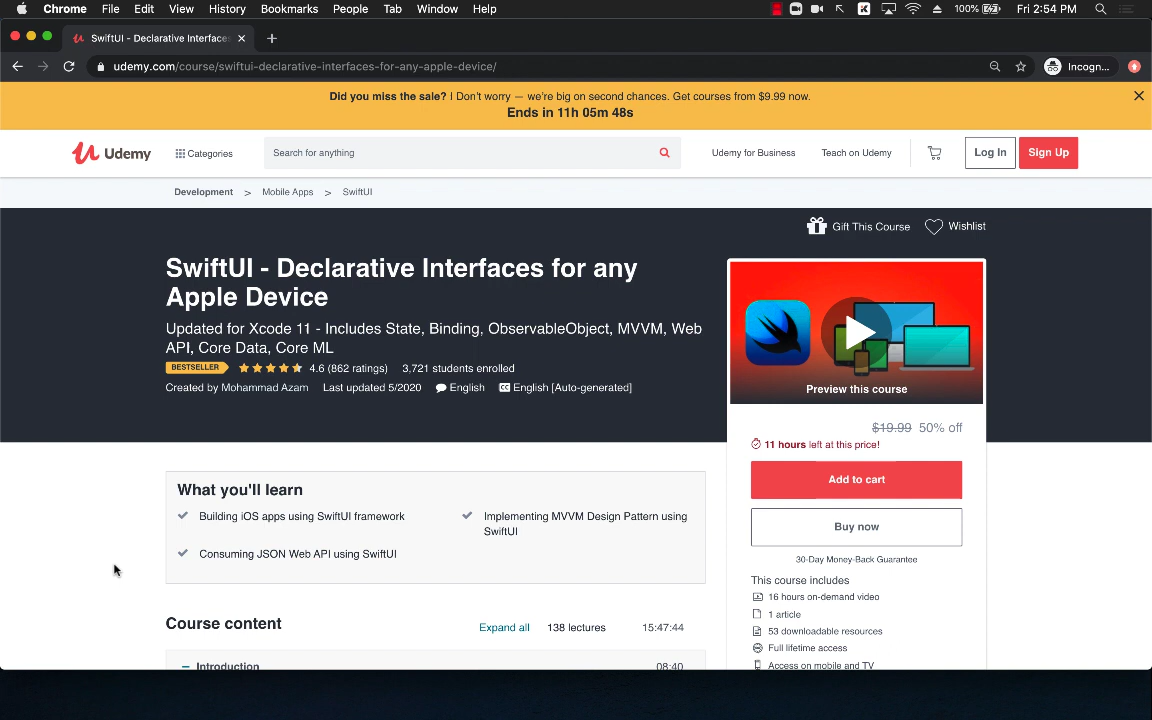 Chrome File Edit View History Bookmarks People Tab Window Help 100% Fri 2:54 PM
SwiftUI - Declarative Interfaces
udemy.com/course/swiftui-declarative-interfaces-for-any-apple-device/ Incogn...
Did you miss the sale? | Don't worry — we're big on second chances. Get courses from $9.99 now.
Ends in 11h 05m 48s
Udemy Categories Search for anything Udemy for Business Teach on Udemy Log In Sign Up
Development > Mobile Apps > SwiftUI
Gift This Course Wishlist
SwiftUI - Declarative Interfaces for any
Apple Device
Updated for Xcode 11 - Includes State, Binding, ObservableObject, MVVM, Web
API, Core Data, Core ML
BESTSELLER 4.6 (862 ratings) 3,721 students enrolled
Created by Mohammad Azam Last updated 5/2020 English CC English [Auto-generated]
Preview this course
$19.99 50% off
11 hours left at this price!
Add to cart
Buy now
30-Day Money-Back Guarantee
This course includes
16 hours on-demand video
1 article
53 downloadable resources
Full lifetime access
Access on mobile and TV
What you'll learn
Building iOS apps using SwiftUI framework
Implementing MVVM Design Pattern using
SwiftUI
Consuming JSON Web API using SwiftUI
Course content Expand all 138 lectures 15:47:44
Introduction 08:40